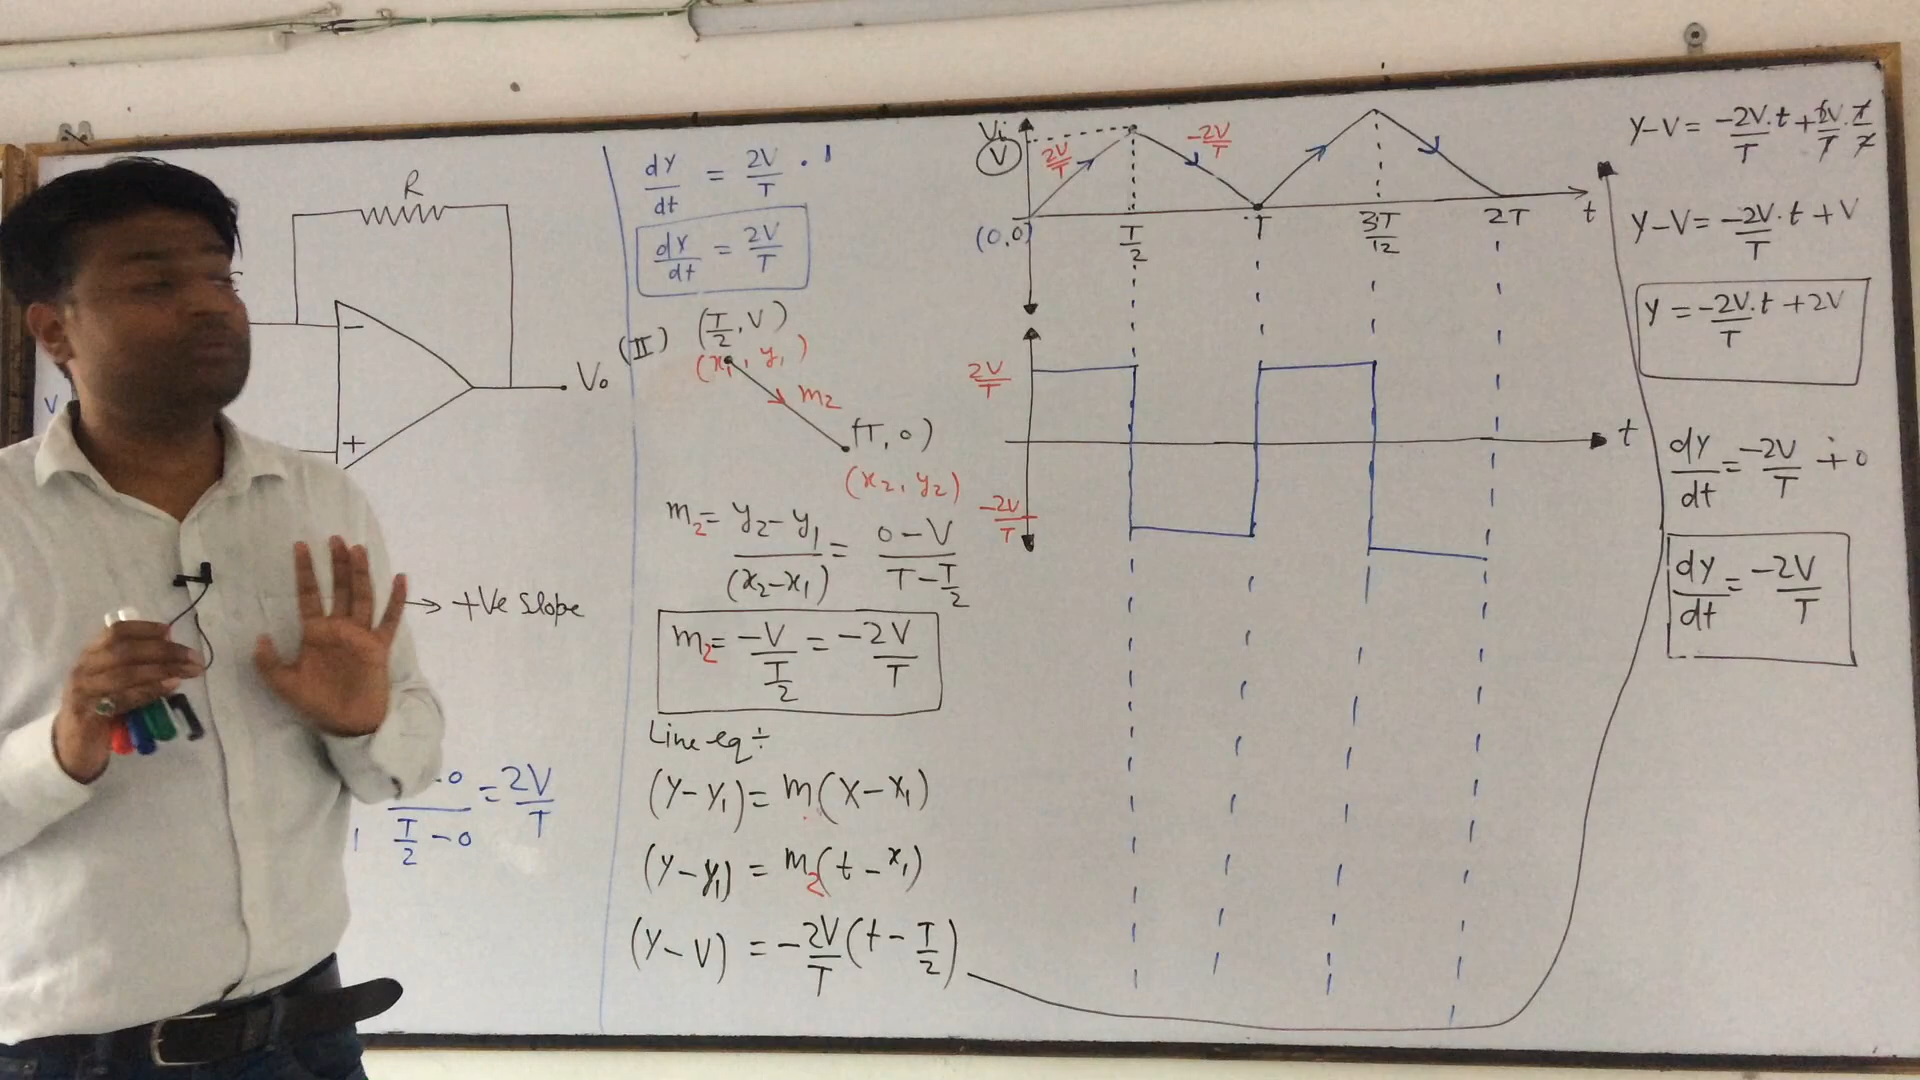 R
−
+
Vo
V
→ +Ve Slope
-0
T/2 - 0 = 2V/T
1
dy/dt = 2V/T . 1
dy/dt = 2V/T
(II) (T/2, V)
(x1, y1)
m2
(T, 0)
(x2, y2)
m2 = y2-y1/(x2-x1) = 0-V/T-T/2
m2 = -V/T/2 = -2V/T
Line eq ÷
(Y-Y1) = m(X-X1)
(Y-y1) = m2(t-x1)
(Y-V) = -2V/T(t-T/2)
Vi
V
2V/T
-2V/T
(0,0)
T/2
T
3T/12
2T
t
2V/T
-2V/T
t
Y-V = -2V/T.t + 2V/T.T/2
Y-V = -2V/T.t + V
Y = -2V/T.t + 2V
dy/dt = -2V/T ÷ 0
dy/dt = -2V/T